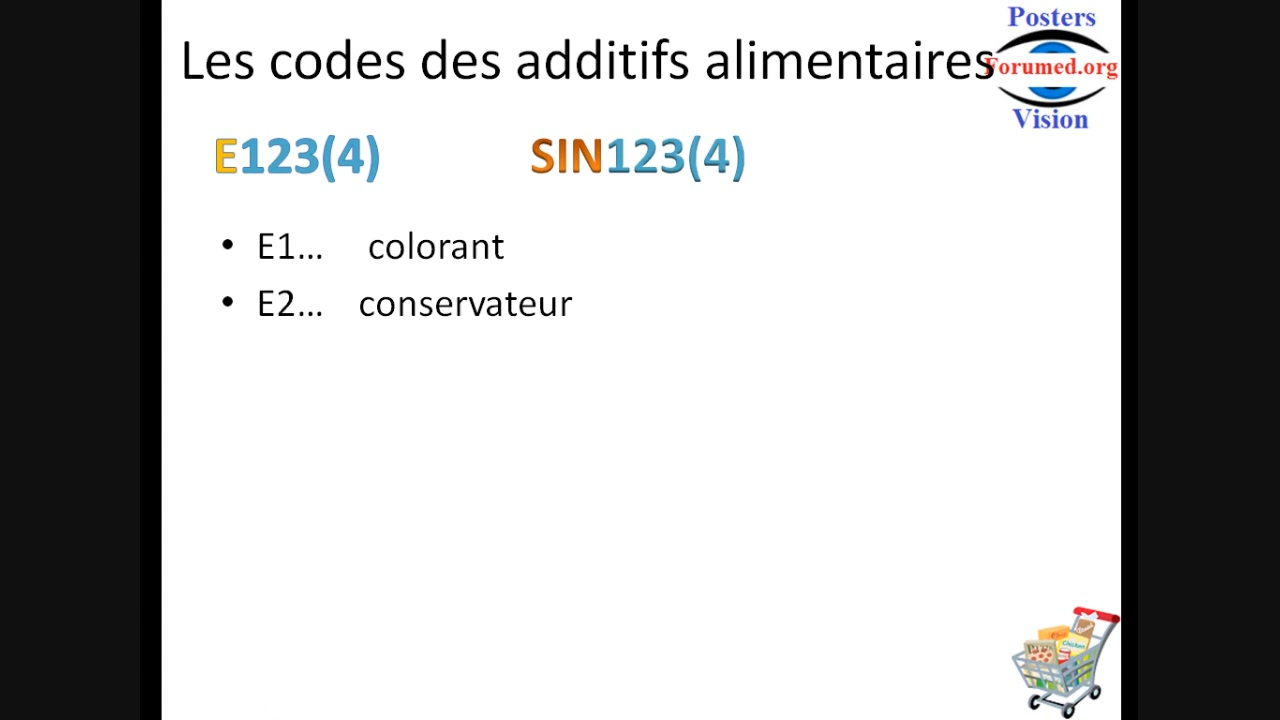 Les codes des additifs alimentaires
Posters
Forumed.org
Vision
E123(4) SIN123(4)
• E1... colorant
• E2... conservateur